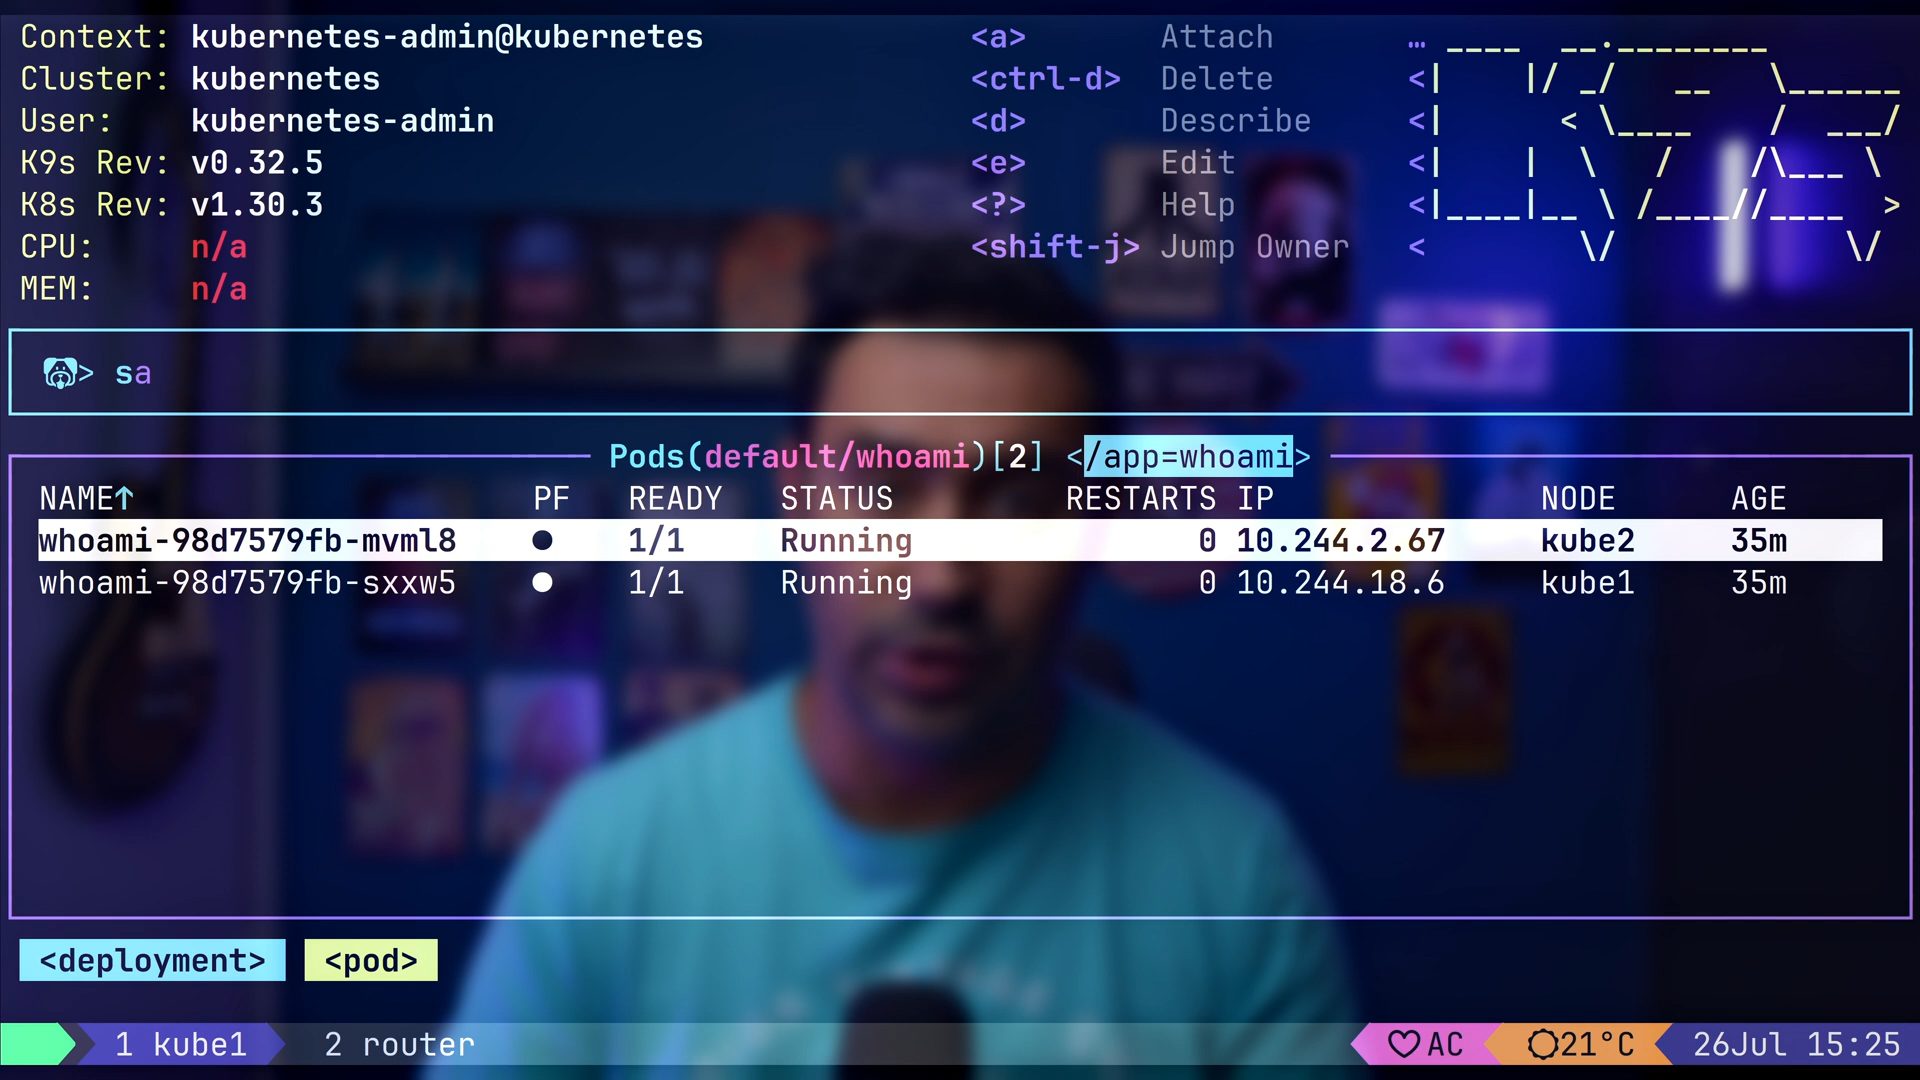 Context: kubernetes-admin@kubernetes
Cluster: kubernetes
User: kubernetes-admin
K9s Rev: v0.32.5
K8s Rev: v1.30.3
CPU: n/a
MEM: n/a
<a> Attach
<ctrl-d> Delete
<d> Describe
<e> Edit
<?> Help
<shift-j> Jump Owner
> sa
Pods(default/whoami)[2] </app=whoami>
NAME↑ PF READY STATUS RESTARTS IP NODE AGE
whoami-98d7579fb-mvml8 ● 1/1 Running 0 10.244.2.67 kube2 35m
whoami-98d7579fb-sxxw5 ● 1/1 Running 0 10.244.18.6 kube1 35m
<deployment> <pod>
1 kube1 2 router AC 21°C 26Jul 15:25